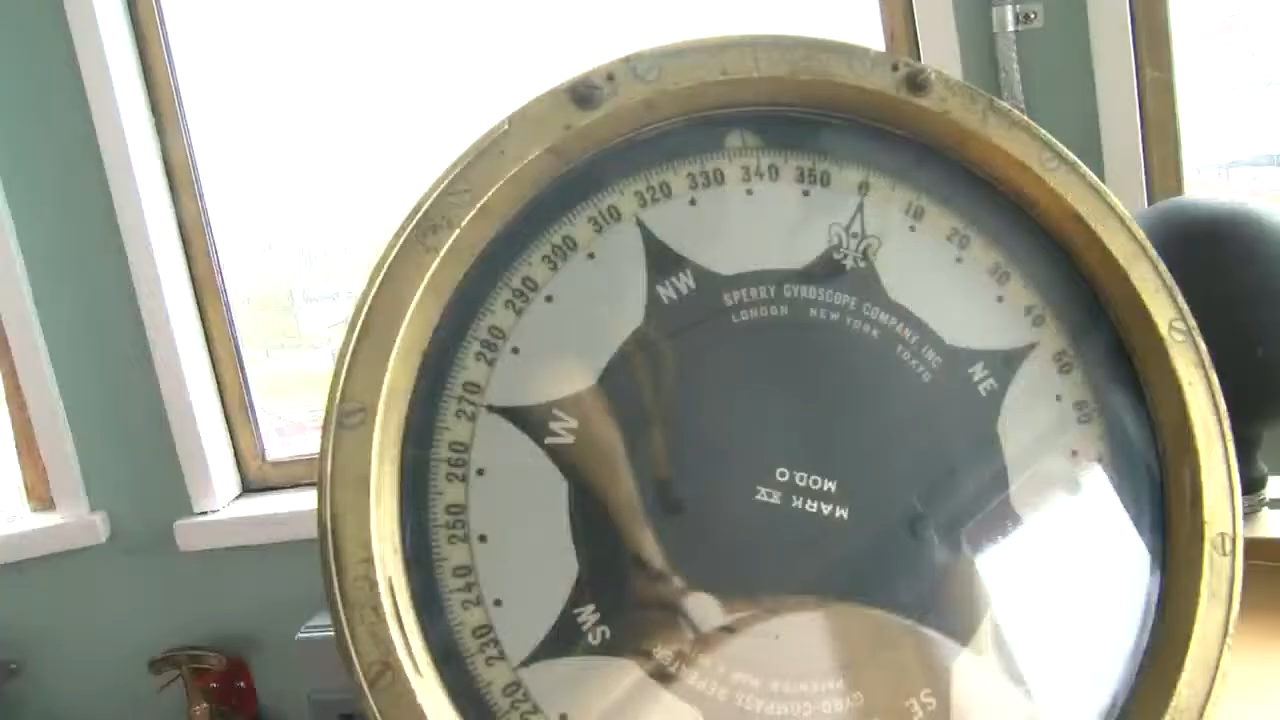 220 230 240 250 260 270 280 290 300 310 320 330 340 350 0 10 20 30 40 50 60
NW
NE
W
SW
SE
SPERRY GYROSCOPE COMPANY INC
LONDON NEW YORK TOKYO
MARK XV
MOD.O
GYRO-COMPASS REPEATER